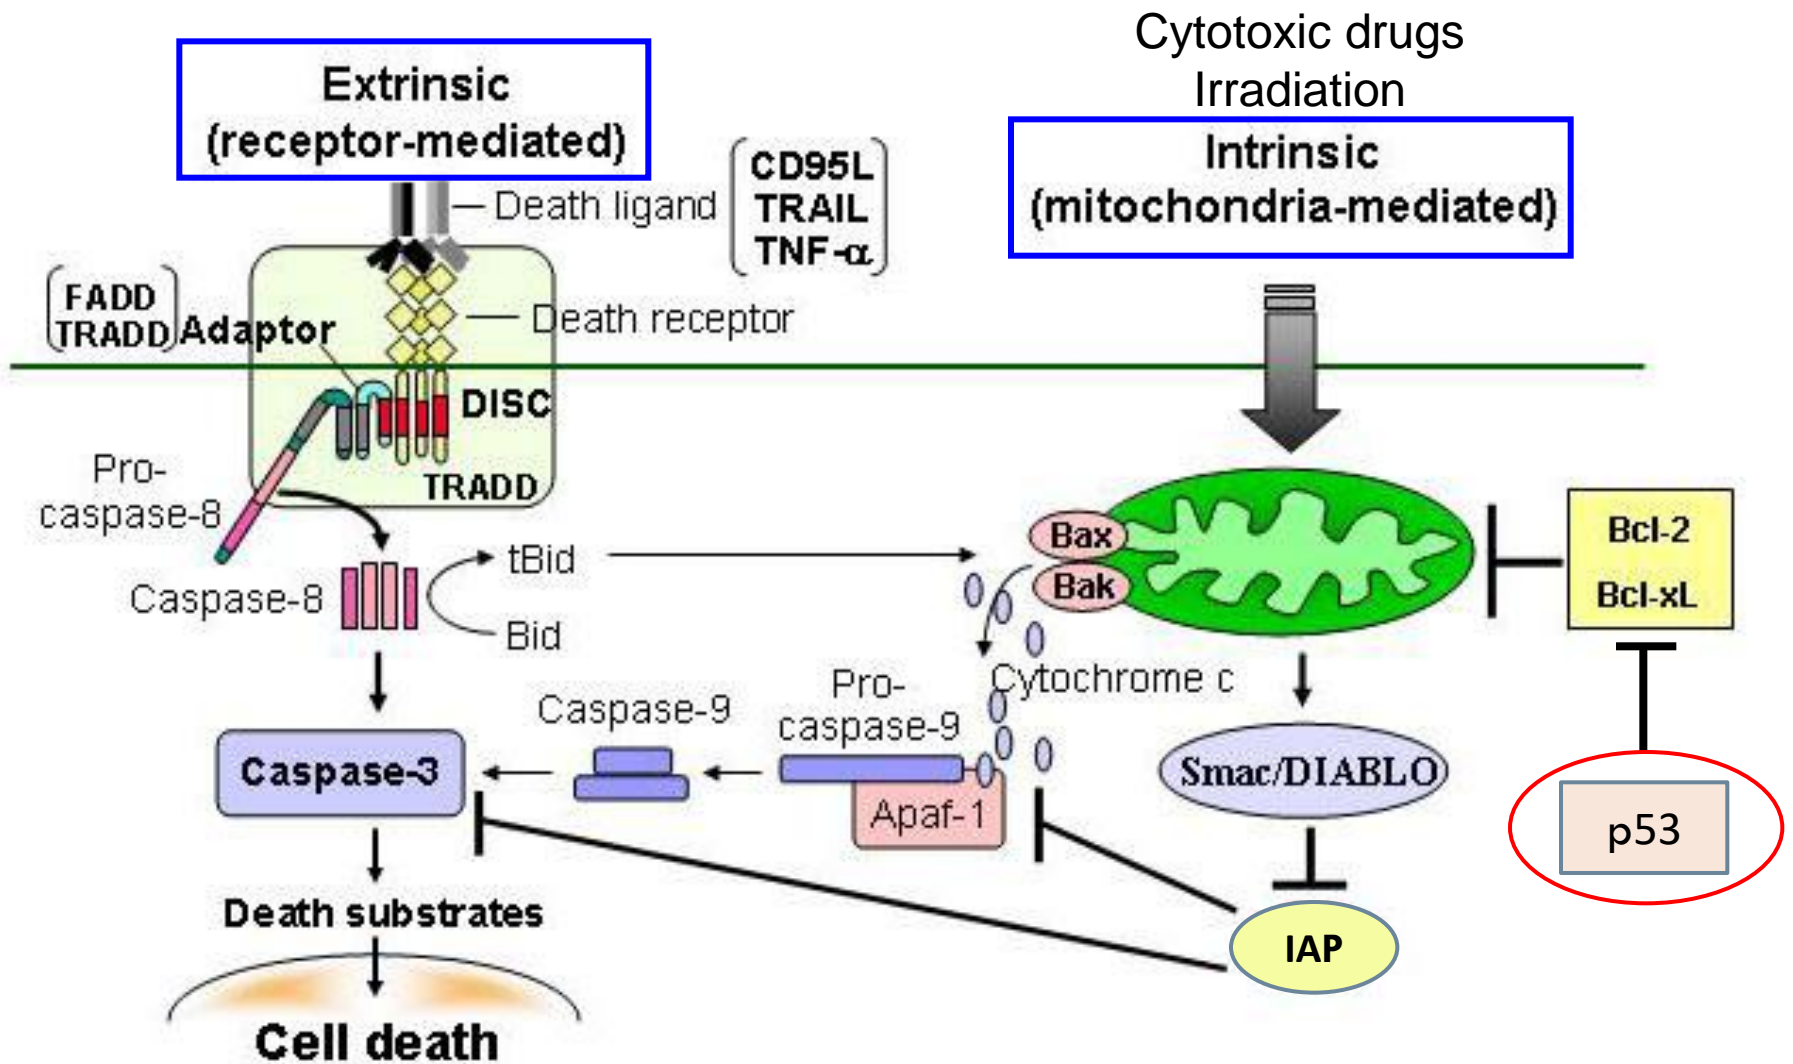 Cytotoxic drugs
Irradiation
Extrinsic
(receptor-mediated)
Intrinsic
(mitochondria-mediated)
Death ligand
CD95L
TRAIL
TNF-α
FADD
TRADD
Adaptor
Death receptor
DISC
TRADD
Pro-
caspase-8
Caspase-8
tBid
Bid
Bax
Bak
Bcl-2
Bcl-xL
Cytochrome c
Pro-
caspase-9
Caspase-9
Caspase-3
Apaf-1
Smac/DIABLO
p53
IAP
Death substrates
Cell death